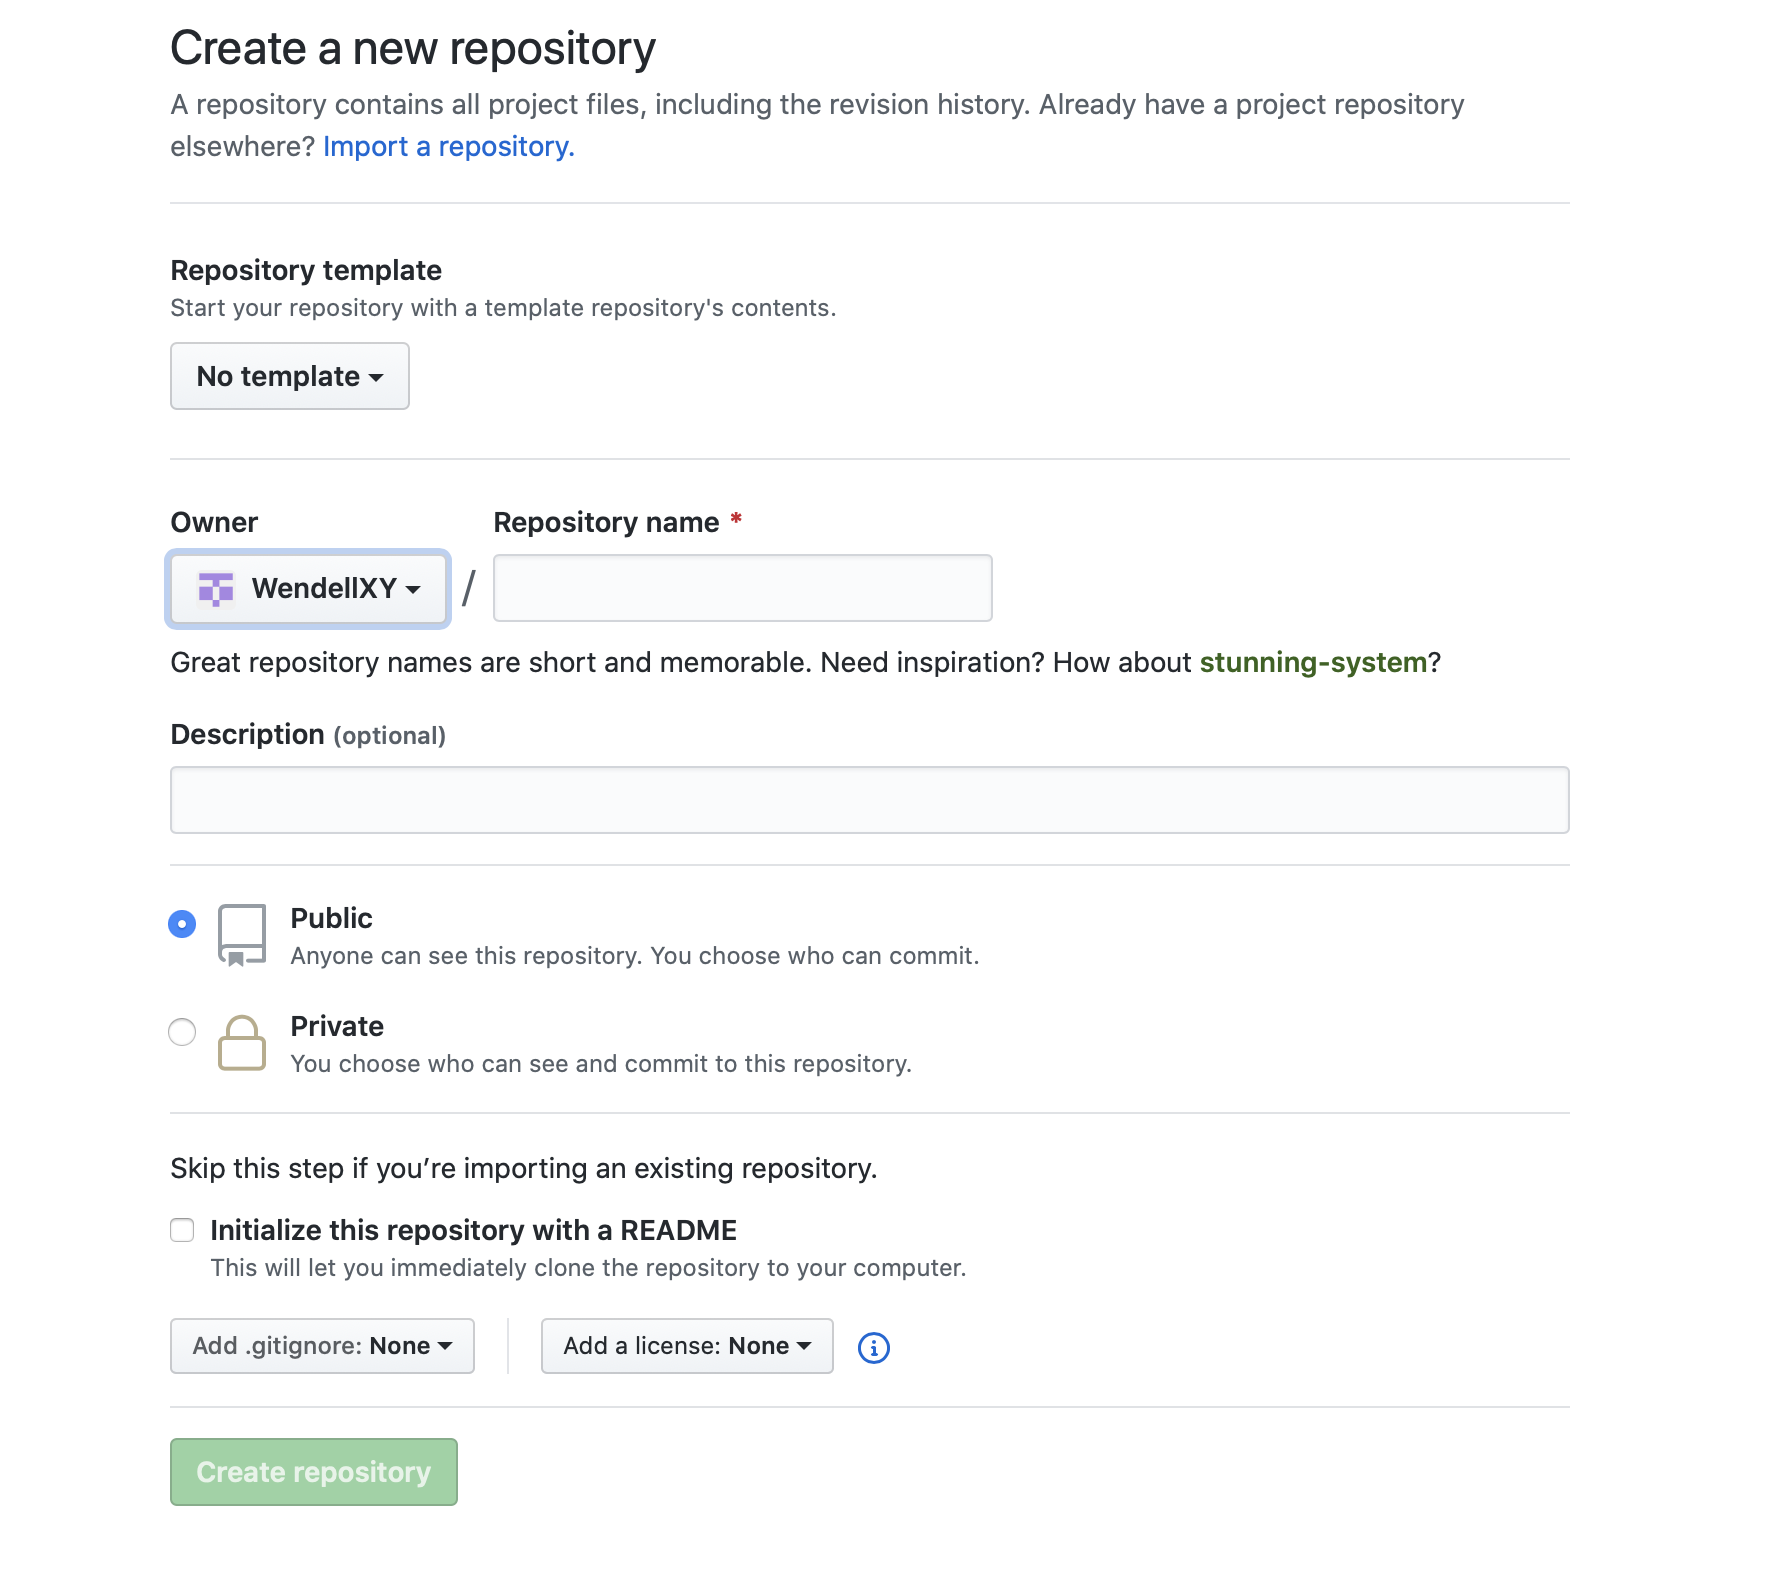 Create a new repository
A repository contains all project files, including the revision history. Already have a project repository
elsewhere? Import a repository.
Repository template
Start your repository with a template repository's contents.
No template
Owner
Repository name *
WendellXY
/
Great repository names are short and memorable. Need inspiration? How about stunning-system?
Description (optional)
Public
Anyone can see this repository. You choose who can commit.
Private
You choose who can see and commit to this repository.
Skip this step if you’re importing an existing repository.
Initialize this repository with a README
This will let you immediately clone the repository to your computer.
Add .gitignore: None
Add a license: None
Create repository